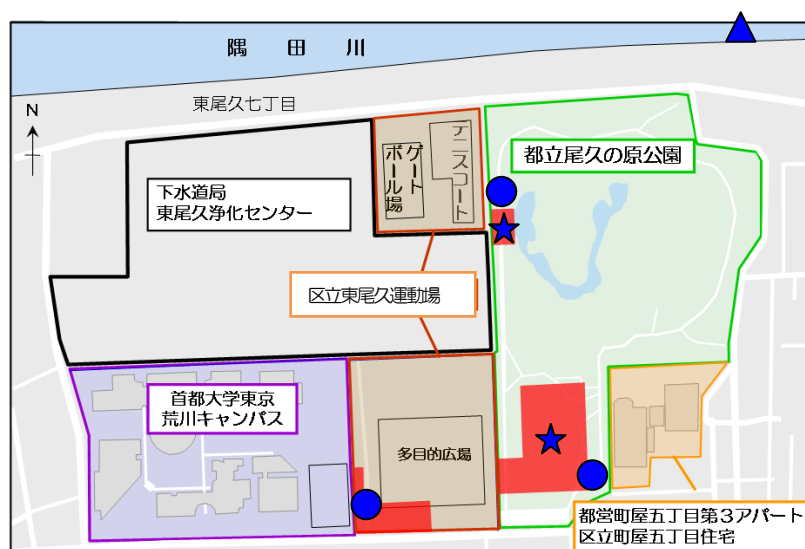 隅田川
東尾久七丁目
N
テニスコート
ゲート
ボール場
都立尾久の原公園
下水道局
東尾久浄化センター
区立東尾久運動場
首都大学東京
荒川キャンパス
多目的広場
都営町屋五丁目第３アパート
区立町屋五丁目住宅